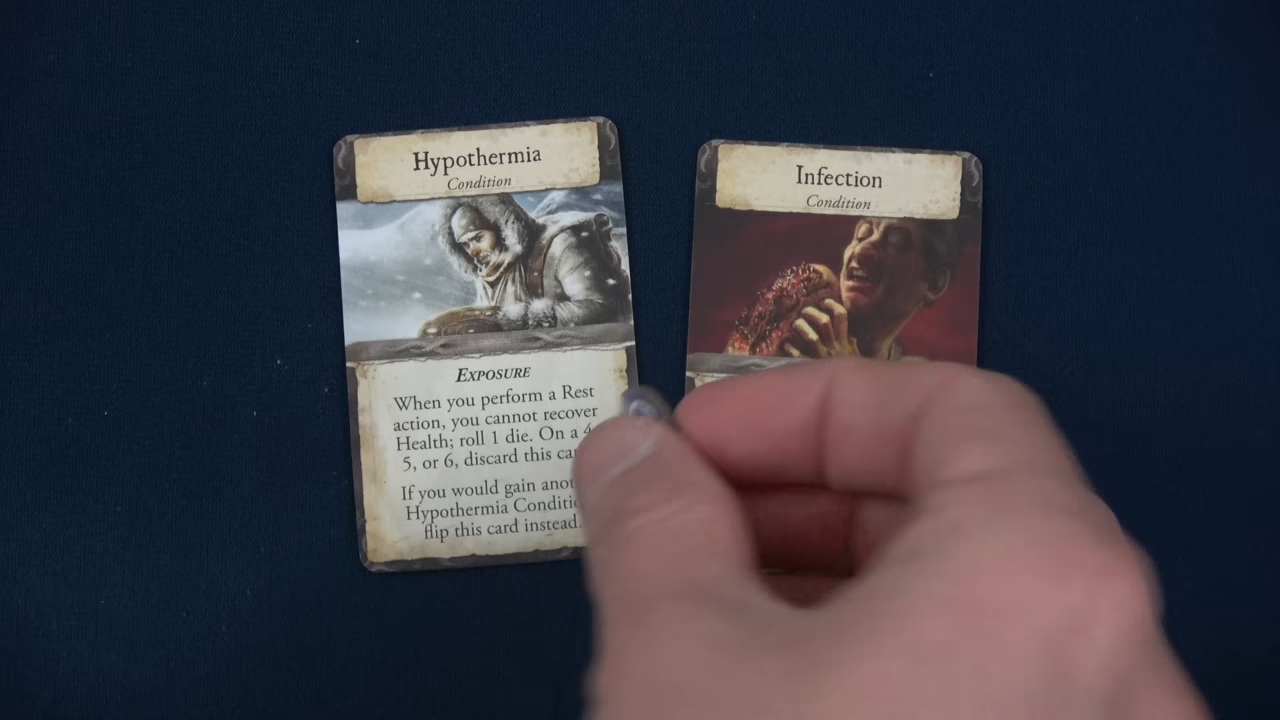 Hypothermia
Condition
EXPOSURE
When you perform a Rest
action, you cannot recover
Health; roll 1 die. On a 4,
5, or 6, discard this
If you would gain
Hypothermia
flip this card instead.
Infection
Condition